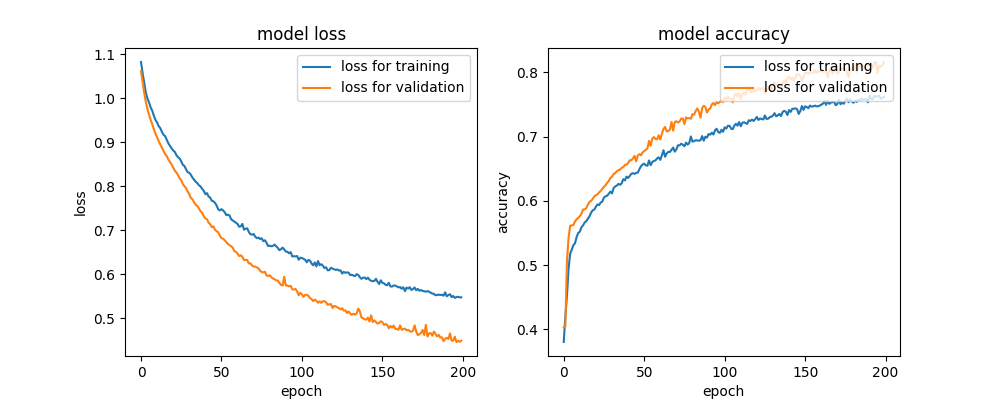 model loss
loss for training
loss for validation
1.1
1.0
0.9
0.8
0.7
0.6
0.5
loss
0
50
100
150
200
epoch
model accuracy
loss for training
loss for validation
0.8
0.7
0.6
0.5
0.4
accuracy
0
50
100
150
200
epoch